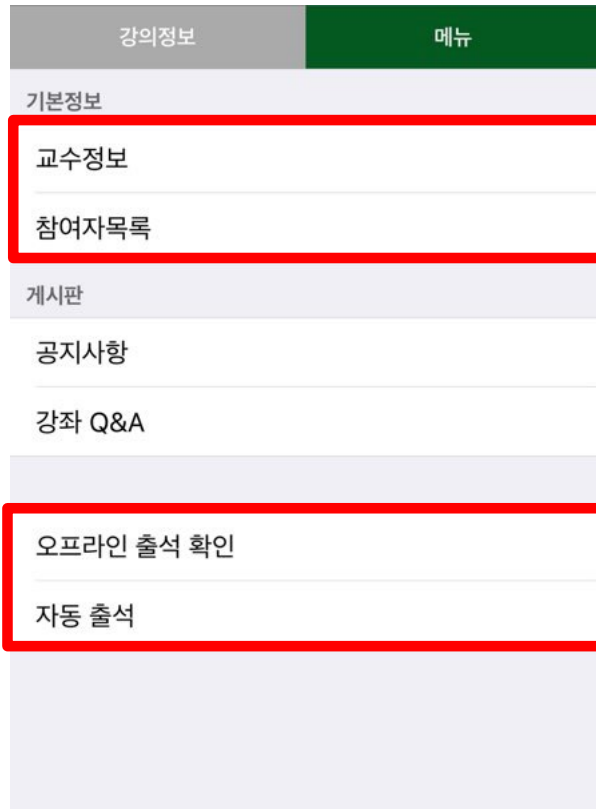 강의정보
메뉴
기본정보
교수정보
참여자목록
게시판
공지사항
강좌 Q&A
오프라인 출석 확인
자동 출석